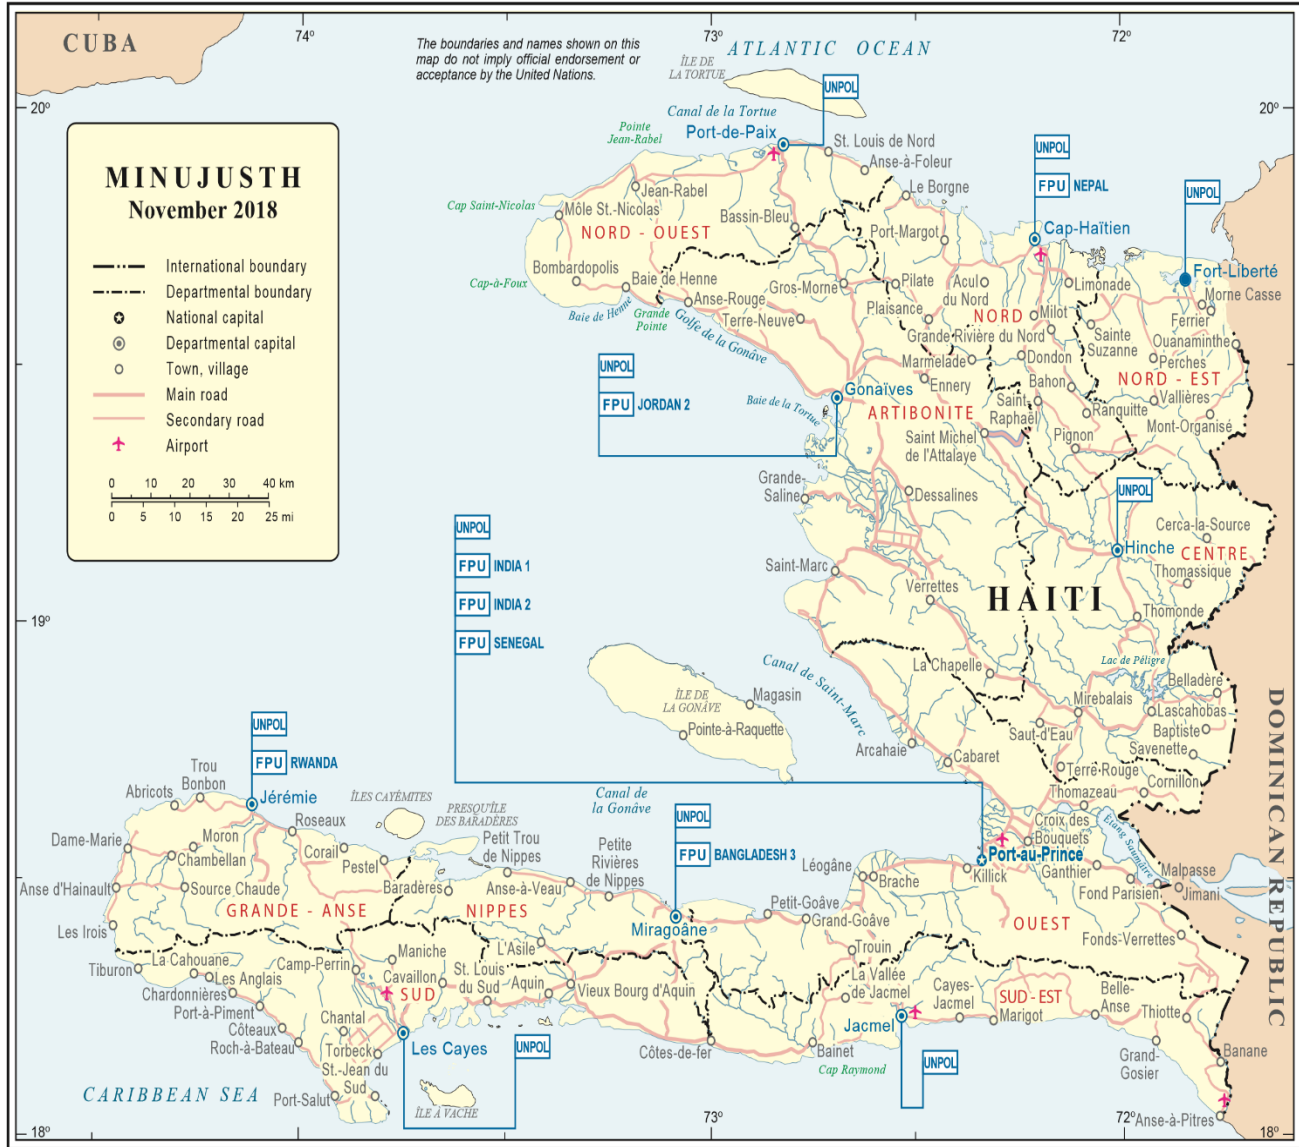 74°
73°
72°
CUBA
The boundaries and names shown on this
map do not imply official endorsement or
acceptance by the United Nations.
ATLANTIC OCEAN
ÎLE DE
LA TORTUE
UNPOL
20°
20°
Canal de la Tortue
Port-de-Paix
Pointe
Jean-Rabel
St. Louis de Nord
Anse-à-Foleur
Le Borgne
UNPOL
FPU NEPAL
UNPOL
MINUJUSTH
November 2018
International boundary
Departmental boundary
National capital
Departmental capital
Town, village
Main road
Secondary road
Airport
0 10 20 30 40 km
0 5 10 15 20 25 mi
Jean-Rabel
Cap Saint-Nicolas
Môle St.-Nicolas
NORD - OUEST
Bassin-Bleu
Port-Margot
Cap-Haïtien
Bombardopolis
Baie de Henne
Cap-à-Foux
Baie de Henne
Grande
Pointe
Anse-Rouge
Terre-Neuve
Gros-Morne
Pilate
Plaisance
Acul
du Nord
Limonade
Fort-Liberté
Morne Casse
Ferrier
NORD
Milot
Grande Rivière du Nord
Sainte
Suzanne
Ouanaminthe
Perches
Golfe de la Gonâve
Marmelade
Dondon
Ennery
Bahon
NORD - EST
UNPOL
FPU JORDAN 2
Gonaïves
Baie de la Tortue
ARTIBONITE
Saint-
Raphaël
Ranquitte
Vallières
Mont-Organisé
Saint Michel
de l'Attalaye
Pignon
Grande-
Saline
Dessalines
UNPOL
Cerca-la-Source
Hinche
CENTRE
UNPOL
FPU INDIA 1
FPU INDIA 2
FPU SENEGAL
Saint-Marc
Verrettes
Thomassique
HAITI
Thomonde
19°
19°
La Chapelle
Lac de Péligre
Canal de Saint-Marc
Belladère
Mirebalais
Lascahobas
ÎLE DE
LA GONÂVE
Magasin
Pointe-à-Raquette
Saut-d'Eau
Baptiste
Savenette
Arcahaie
Cabaret
Terre-Rouge
Cornillon
Thomazeau
DOMINICAN REPUBLIC
UNPOL
FPU RWANDA
Trou
Bonbon
Abricots
Jérémie
ÎLES CAYÉMITES
Canal de
la Gonâve
PRESQU'ÎLE
DES BARADÈRES
UNPOL
FPU BANGLADESH 3
Roseaux
Dame-Marie
Moron
Chambellan
Corail
Pestel
Petit Trou
de Nippes
Petite
Rivières
de Nippes
Croix des
Bouquets
Etang Saumâtre
Port-au-Prince
Killick
Ganthier
Malpasse
Fond Parisien
Jimani
Léogâne
Brache
Anse d'Hainault
Source Chaude
Baradères
Anse-à-Veau
GRANDE - ANSE
NIPPES
Miragoâne
Petit-Goâve
Grand-Goâve
OUEST
Les Irois
L'Asile
Trouin
Fonds-Verrettes
Tiburon
La Cahouane
Les Anglais
Chardonnières
Port-à-Piment
Camp-Perrin
Maniche
Cavaillon
SUD
St. Louis
du Sud
Aquin
Vieux Bourg d'Aquin
La Vallée
de Jacmel
Cayes-
Jacmel
SUD-EST
Marigot
Belle-
Anse
Thiotte
Côteaux
Roch-à-Bateau
Chantal
Torbeck
Les Cayes
UNPOL
Côtes-de-fer
Jacmel
Bainet
Cap Raymond
UNPOL
Grand-
Gosier
Banane
St.-Jean du
Sud
Port-Salut
CARIBBEAN SEA
ÎLE À VACHE
Anse-à-Pitres
18°
73°
72°
18°